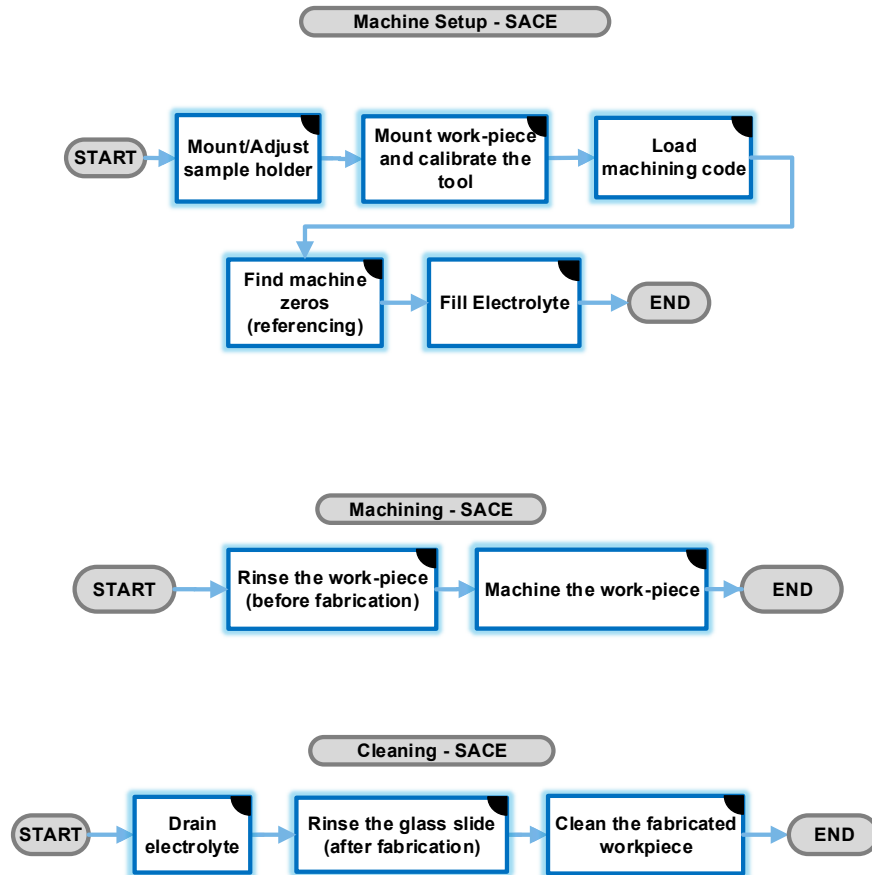 Machine Setup - SACE
START
Mount/Adjust
sample holder
Mount work-piece
and calibrate the
tool
Load
machining code
Find machine
zeros
(referencing)
Fill Electrolyte
END
Machining - SACE
START
Rinse the work-piece
(before fabrication)
Machine the work-piece
END
Cleaning - SACE
START
Drain
electrolyte
Rinse the glass slide
(after fabrication)
Clean the fabricated
workpiece
END